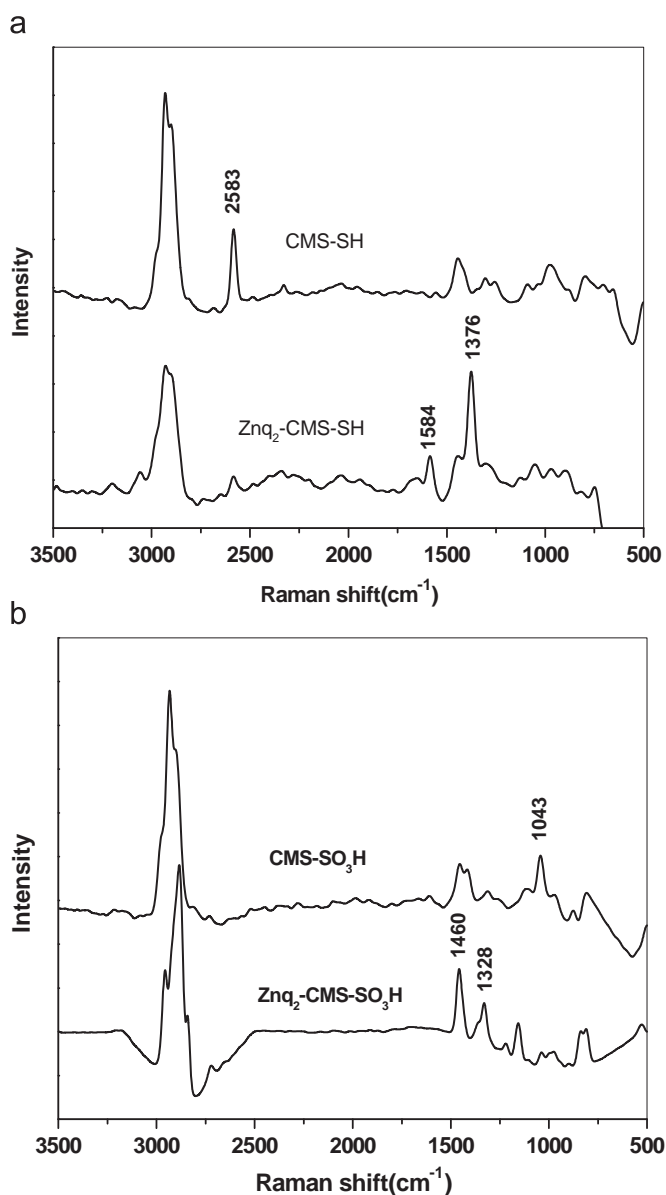 a
2583
CMS-SH
1376
Intensity
Znq₂-CMS-SH
1584
3500 3000 2500 2000 1500 1000 500
Raman shift(cm⁻¹)
b
1043
CMS-SO₃H
Intensity
1460
1328
Znq₂-CMS-SO₃H
3500 3000 2500 2000 1500 1000 500
Raman shift(cm⁻¹)